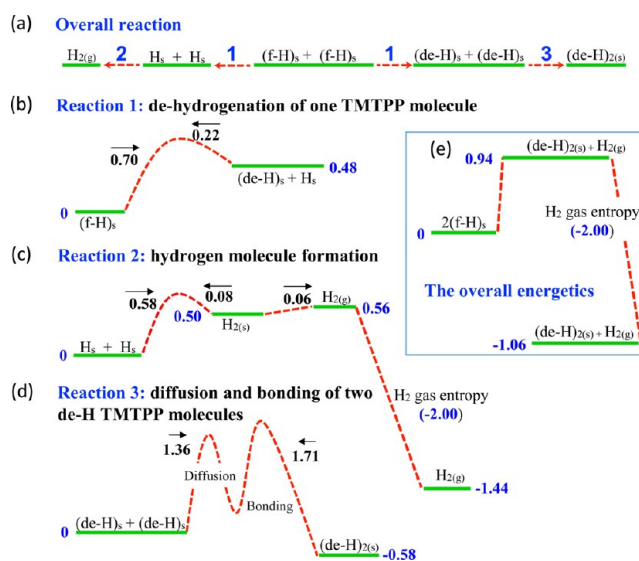 (a) Overall reaction
H₂(g) 2 Hₛ + Hₛ 1 (f-H)ₛ + (f-H)ₛ 1 (de-H)ₛ + (de-H)ₛ 3 (de-H)₂(s)
(b) Reaction 1: de-hydrogenation of one TMTPP molecule
0.22
0.70
0.48
(de-H)ₛ + Hₛ
0
(f-H)ₛ
(e)
(de-H)₂(s) + H₂(g)
0.94
2(f-H)ₛ
0
H₂ gas entropy
(-2.00)
The overall energetics
(de-H)₂(s) + H₂(g)
-1.06
(c) Reaction 2: hydrogen molecule formation
0.58
0.08
0.06
H₂(g)
0.56
0.50
H₂(s)
Hₛ + Hₛ
0
H₂ gas entropy
(-2.00)
H₂(g)
-1.44
(d) Reaction 3: diffusion and bonding of two
de-H TMTPP molecules
1.36
1.71
Diffusion
Bonding
(de-H)ₛ + (de-H)ₛ
0
(de-H)₂(s)
-0.58